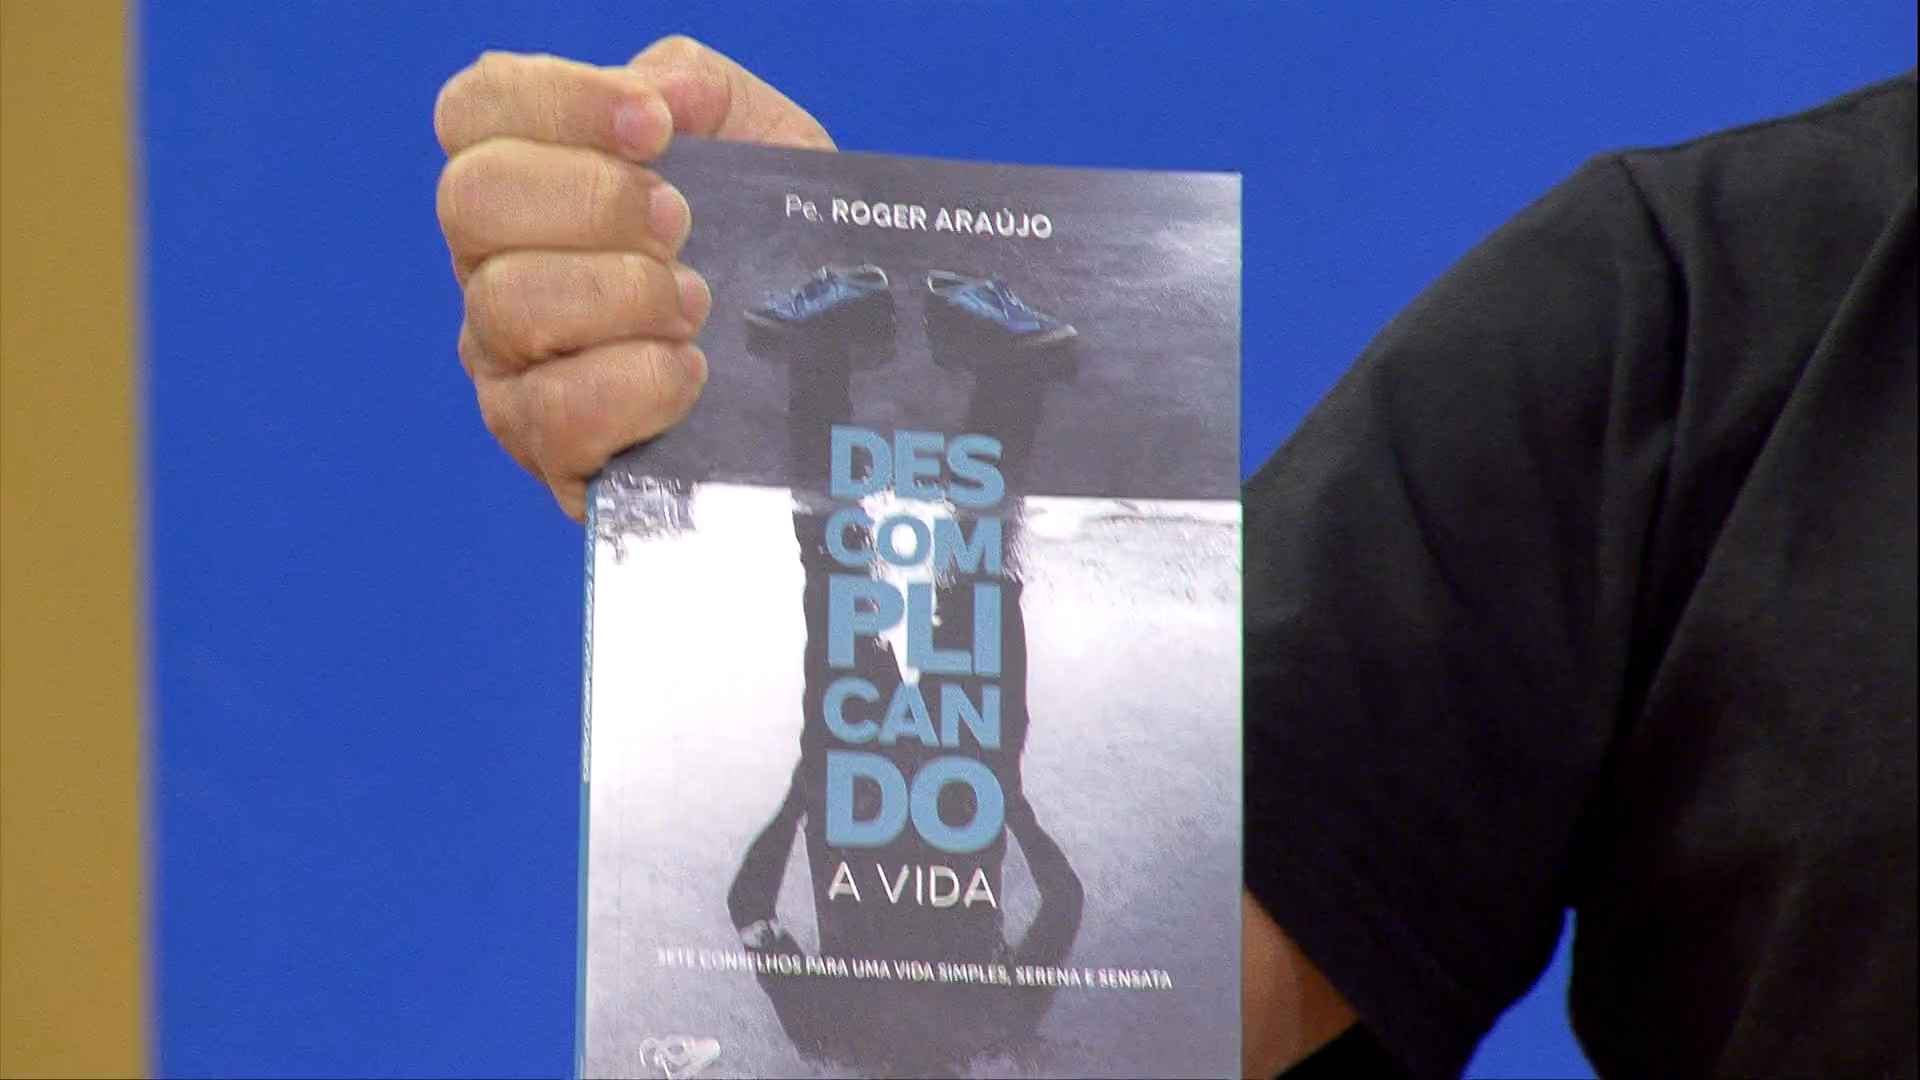 Pe. ROGER ARAÚJO
DES
COM
PLI
CAN
DO
A VIDA
SETE CONSELHOS PARA UMA VIDA SIMPLES, SERENA E SENSATA